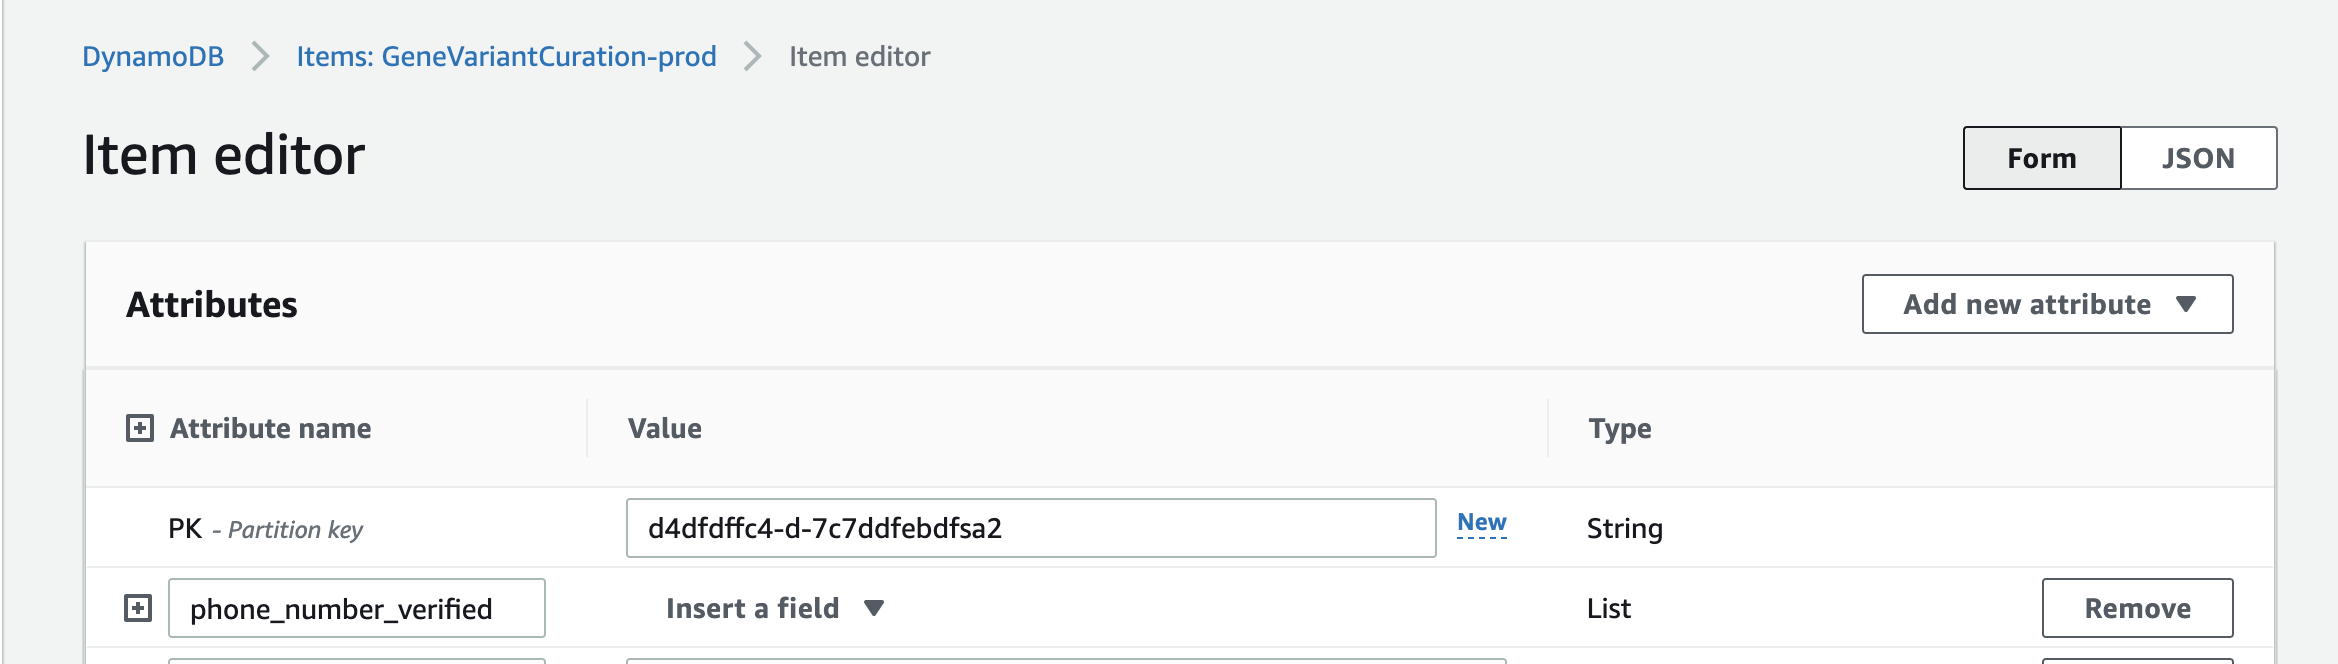 DynamoDB > Items: GeneVariantCuration-prod > Item editor
Item editor
Form JSON
Attributes
Add new attribute
Attribute name Value Type
PK - Partition key d4dfdffc4-d-7c7ddfebdfsa2 New String
phone_number_verified Insert a field List Remove